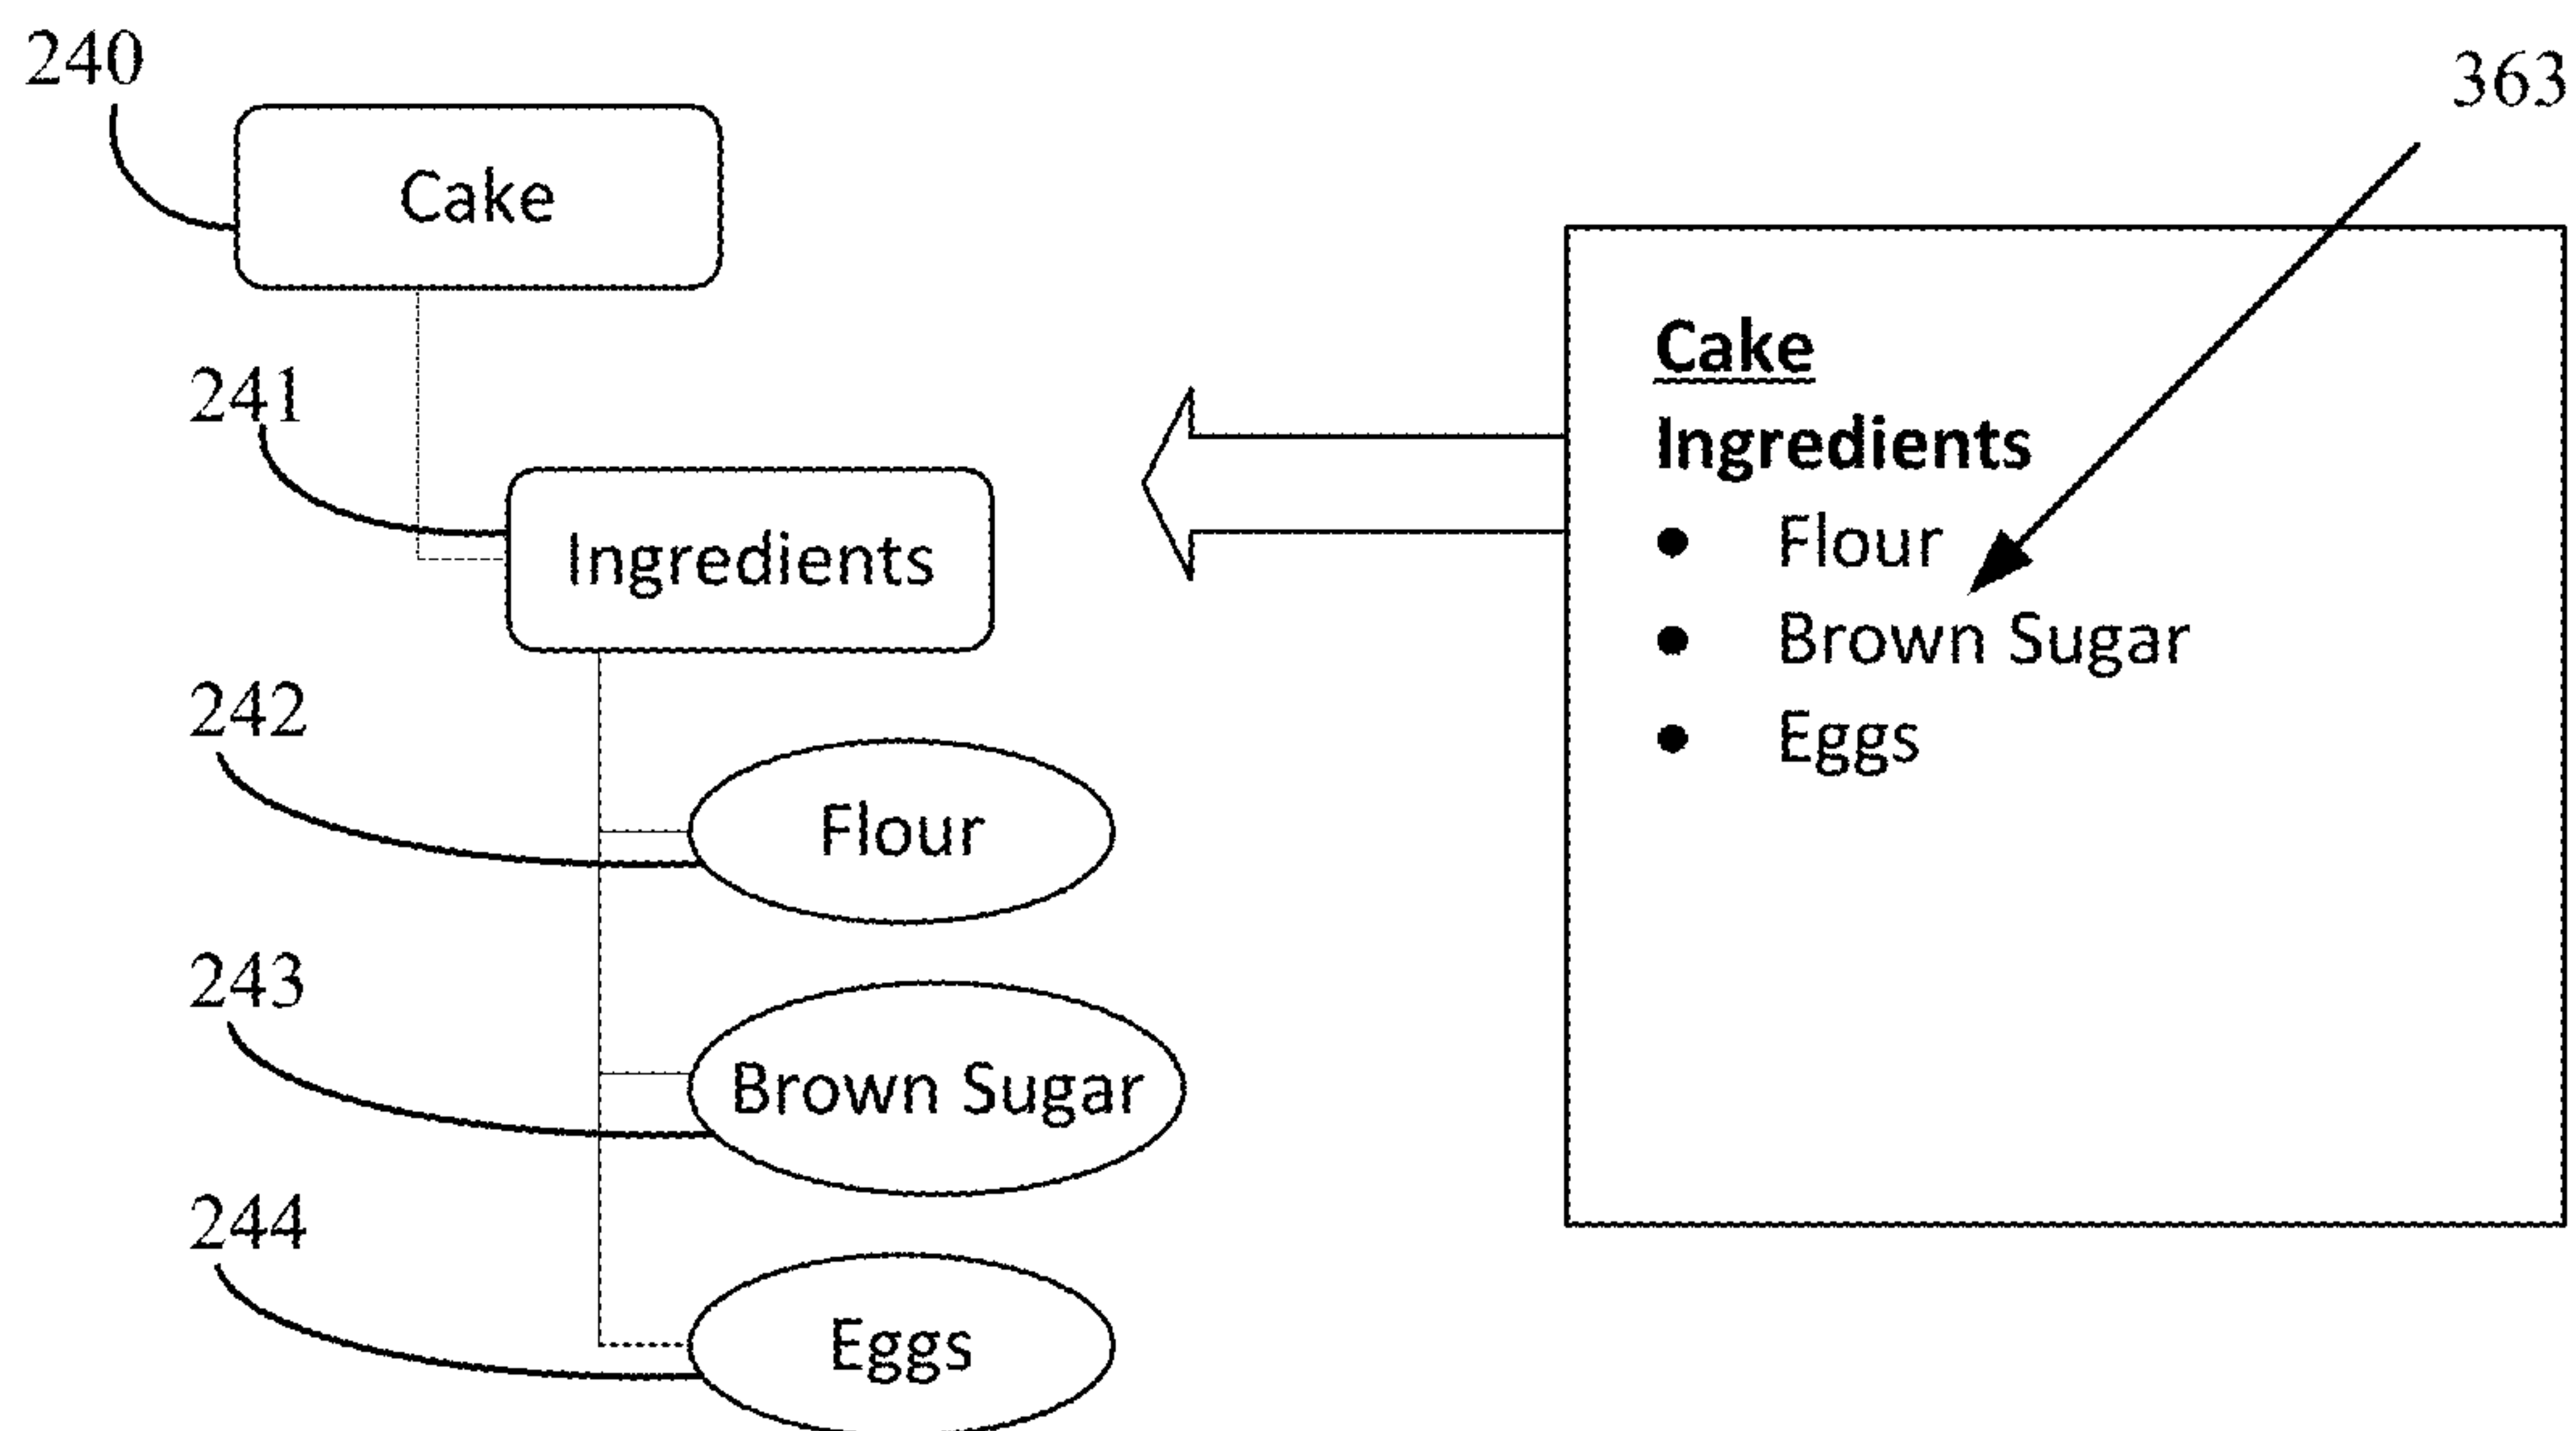 240
Cake
241
Ingredients
242
Flour
243
Brown Sugar
244
Eggs
363
Cake
Ingredients
● Flour
● Brown Sugar
● Eggs